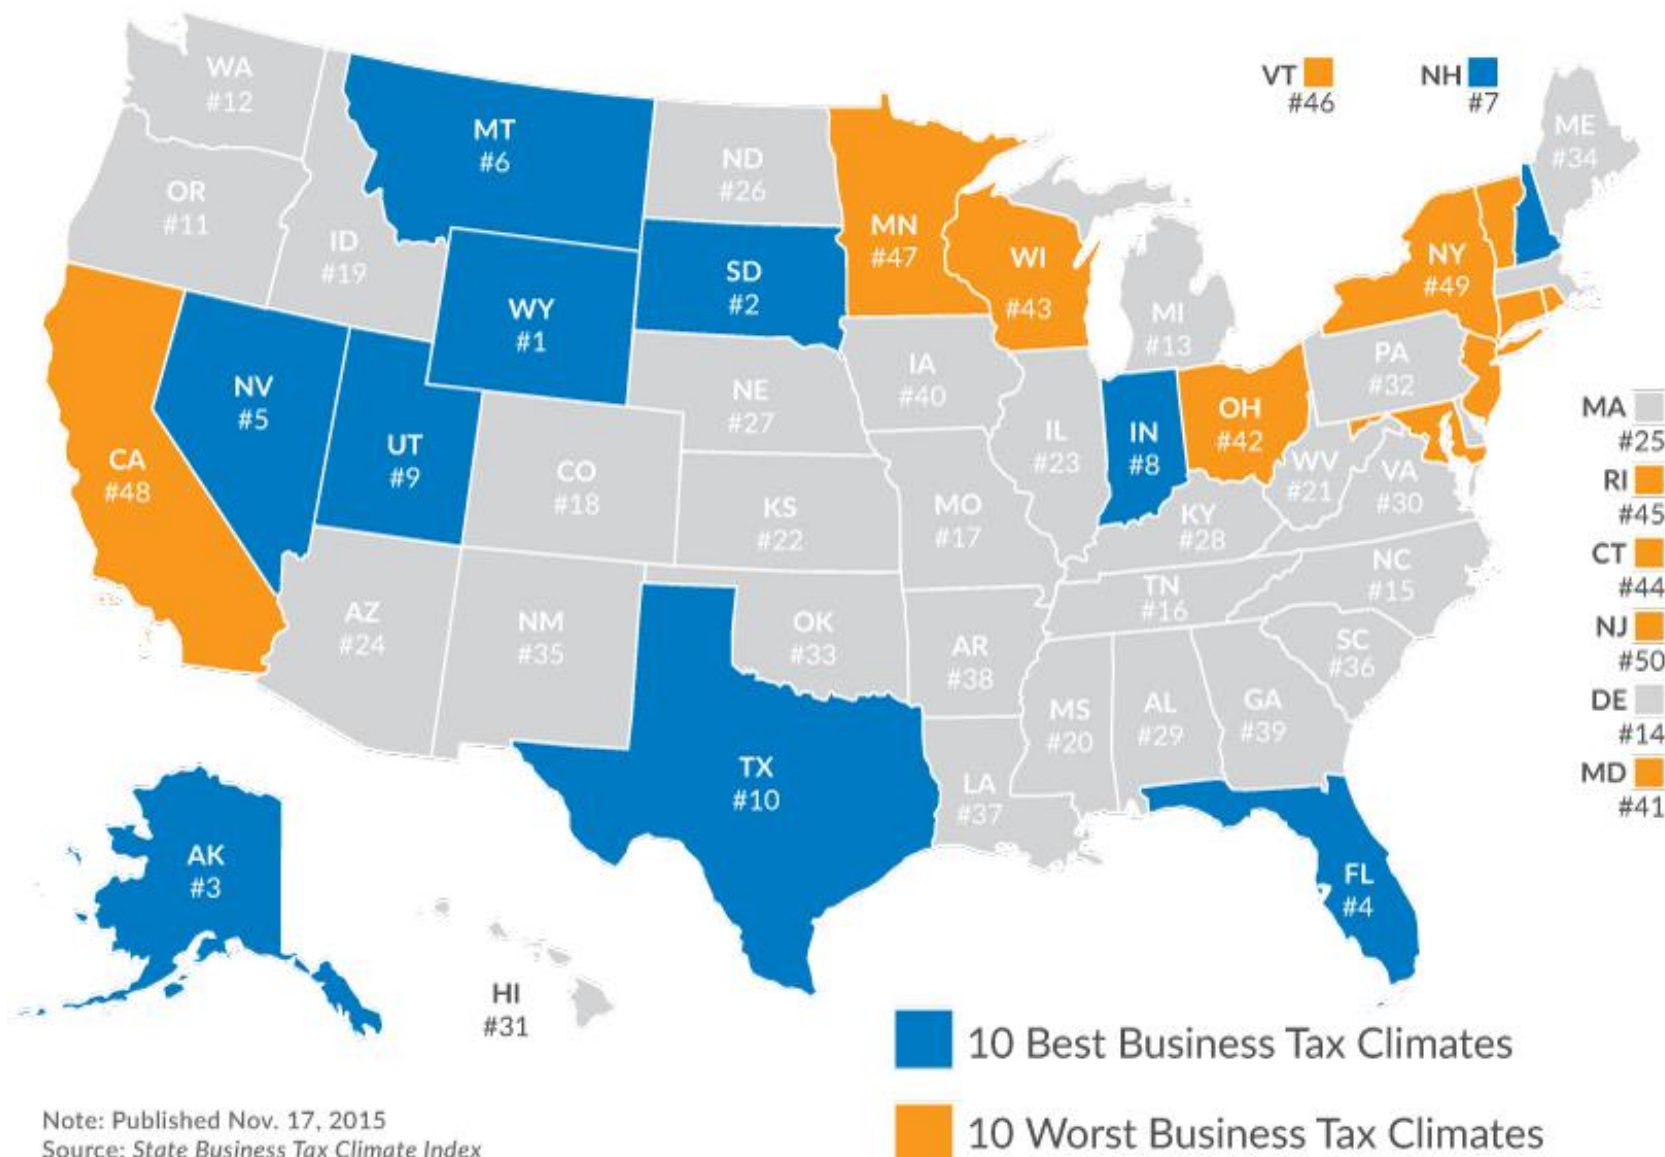 WA
#12
OR
#11
CA
#48
ID
#19
NV
#5
MT
#6
WY
#1
UT
#9
AZ
#24
ND
#26
SD
#2
NE
#27
CO
#18
KS
#22
NM
#35
OK
#33
TX
#10
MN
#47
IA
#40
MO
#17
AR
#38
LA
#37
WI
#43
IL
#23
MI
#13
IN
#8
OH
#42
KY
#28
TN
#16
MS
#20
AL
#29
GA
#39
FL
#4
SC
#36
NC
#15
VA
#30
WV
#21
PA
#32
NY
#49
VT
#46
NH
#7
ME
#34
MA
#25
RI
#45
CT
#44
NJ
#50
DE
#14
MD
#41
AK
#3
HI
#31
10 Best Business Tax Climates
10 Worst Business Tax Climates
Note: Published Nov. 17, 2015
Source: State Business Tax Climate Index